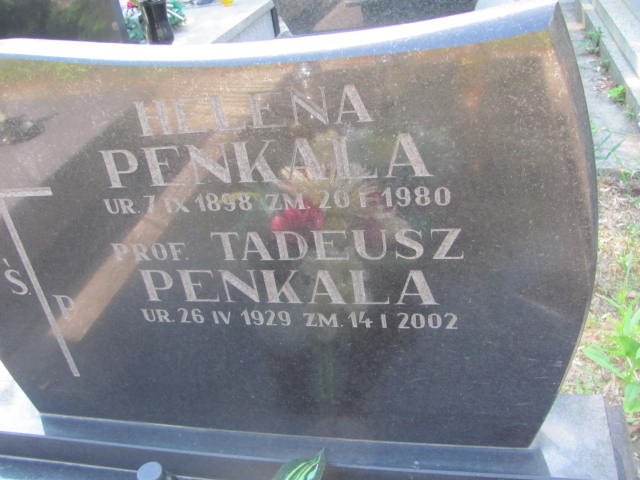 HELENA
PENKALA
UR. 7 IX 1898 ZM. 20 I 1980
PROF. TADEUSZ
Ś. P
PENKALA
UR. 26 IV 1929 ZM. 14 I 2002